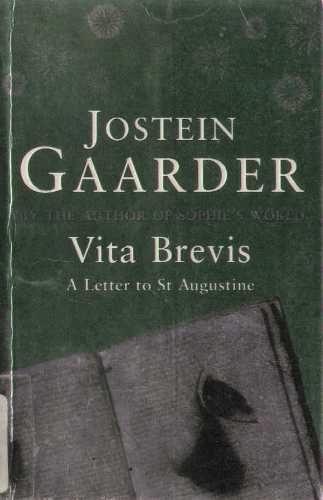 JOSTEIN
GAARDER
BY THE AUTHOR OF SOPHIE'S WORLD
Vita Brevis
A Letter to St Augustine